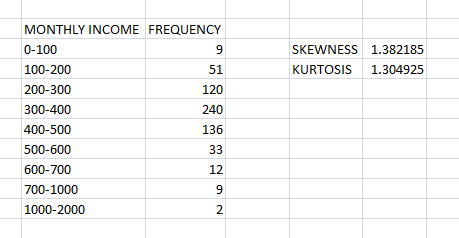 MONTHLY INCOME FREQUENCY
0-100 9 SKEWNESS 1.382185
100-200 51 KURTOSIS 1.304925
200-300 120
300-400 240
400-500 136
500-600 33
600-700 12
700-1000 9
1000-2000 2